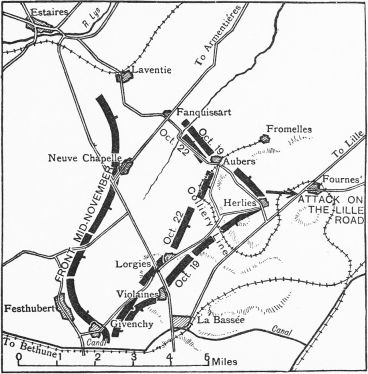 Estaires
R. Lys
To Armentières
Laventie
Fauquissart
Oct. 19
Oct. 22
Fromelles
To Lille
Aubers
Neuve Chapelle
Fournes
Herlies
ATTACK ON
THE LILLE
ROAD
FRONT MID-NOVEMBER
Oct. 22
Colliery Line
Lorgies
Oct. 19
Violaines
Festhubert
Givenchy
La Bassée
To Bethune
Canal
Canal
0 1 2 3 4 5
Miles